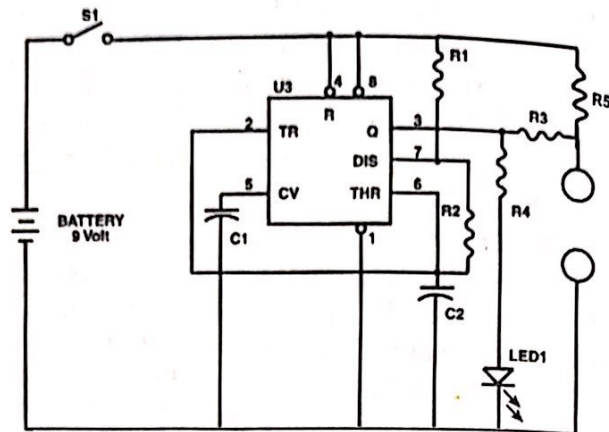 S1
R1
R5
U3
4
8
R
2
TR
Q
3
R3
DIS
7
5
CV
THR
6
R2
R4
BATTERY
9 Volt
C1
1
C2
LED1